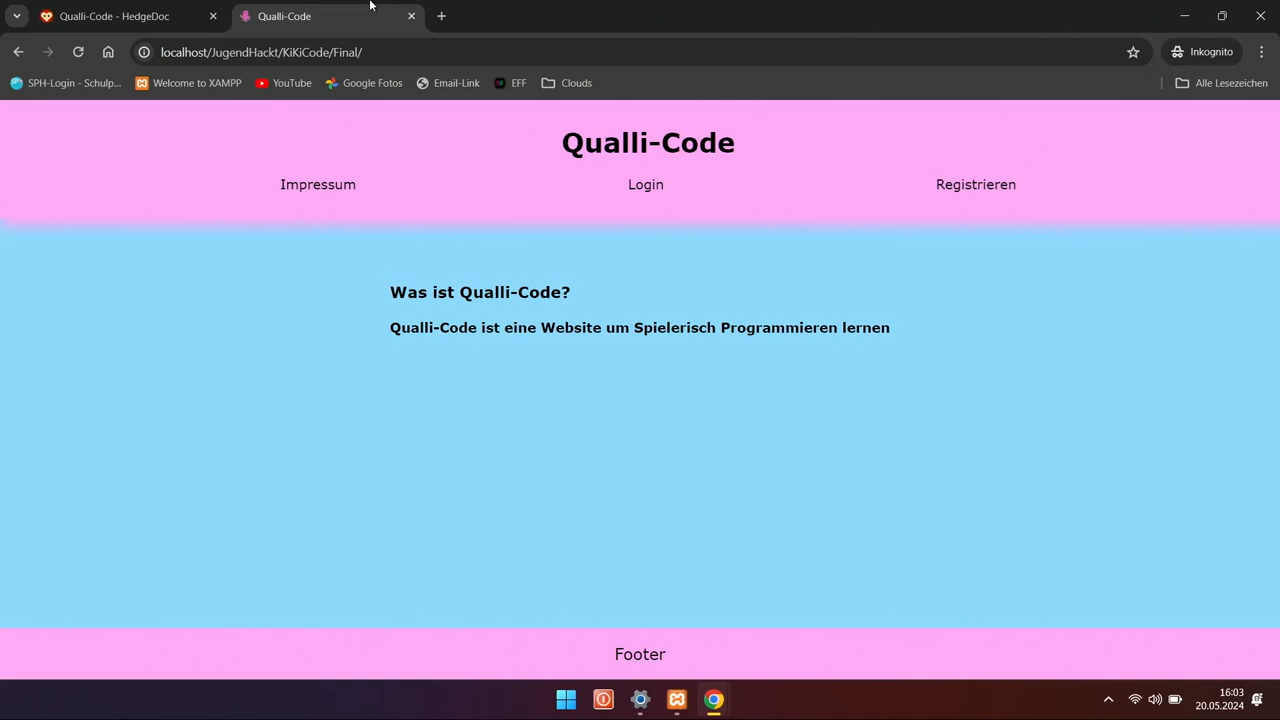 Qualli-Code - HedgeDoc
Qualli-Code
localhost/JugendHackt/KiKiCode/Final/
Inkognito
SPH-Login - Schulp...
Welcome to XAMPP
YouTube
Google Fotos
Email-Link
EFF
Clouds
Alle Lesezeichen
Qualli-Code
Impressum
Login
Registrieren
Was ist Qualli-Code?
Qualli-Code ist eine Website um Spielerisch Programmieren lernen
Footer
16:03
20.05.2024